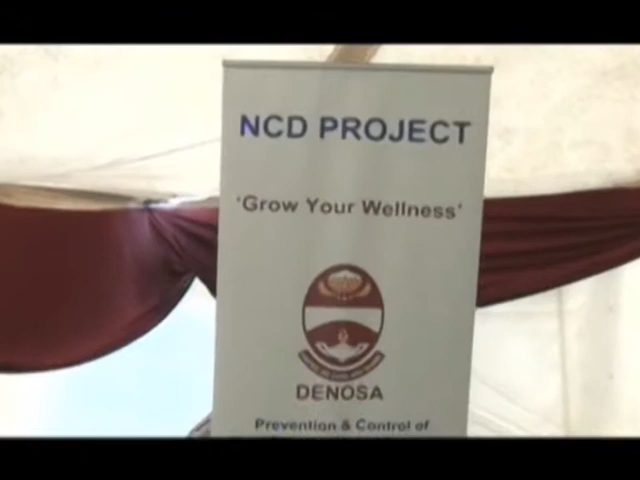 NCD PROJECT
'Grow Your Wellness'
DENOSA
Prevention & Control of